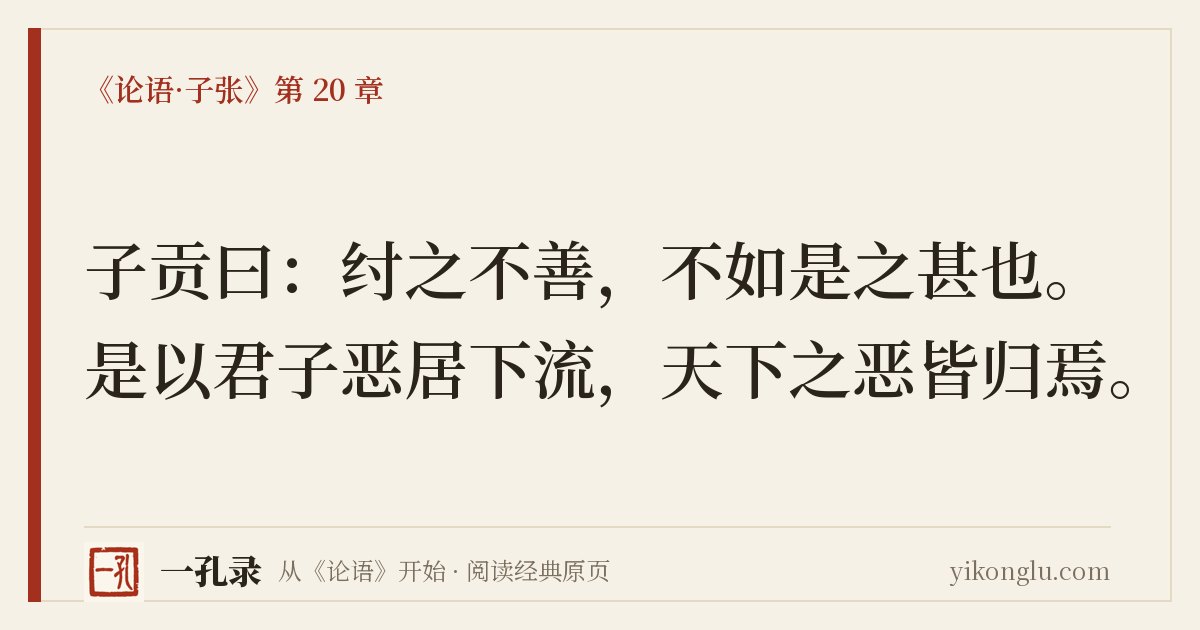 《论语·子张》第 20 章
子贡曰：纣之不善，不如是之甚也。
是以君子恶居下流，天下之恶皆归焉。
一孔
一孔录 从《论语》开始 · 阅读经典原页 yikonglu.com